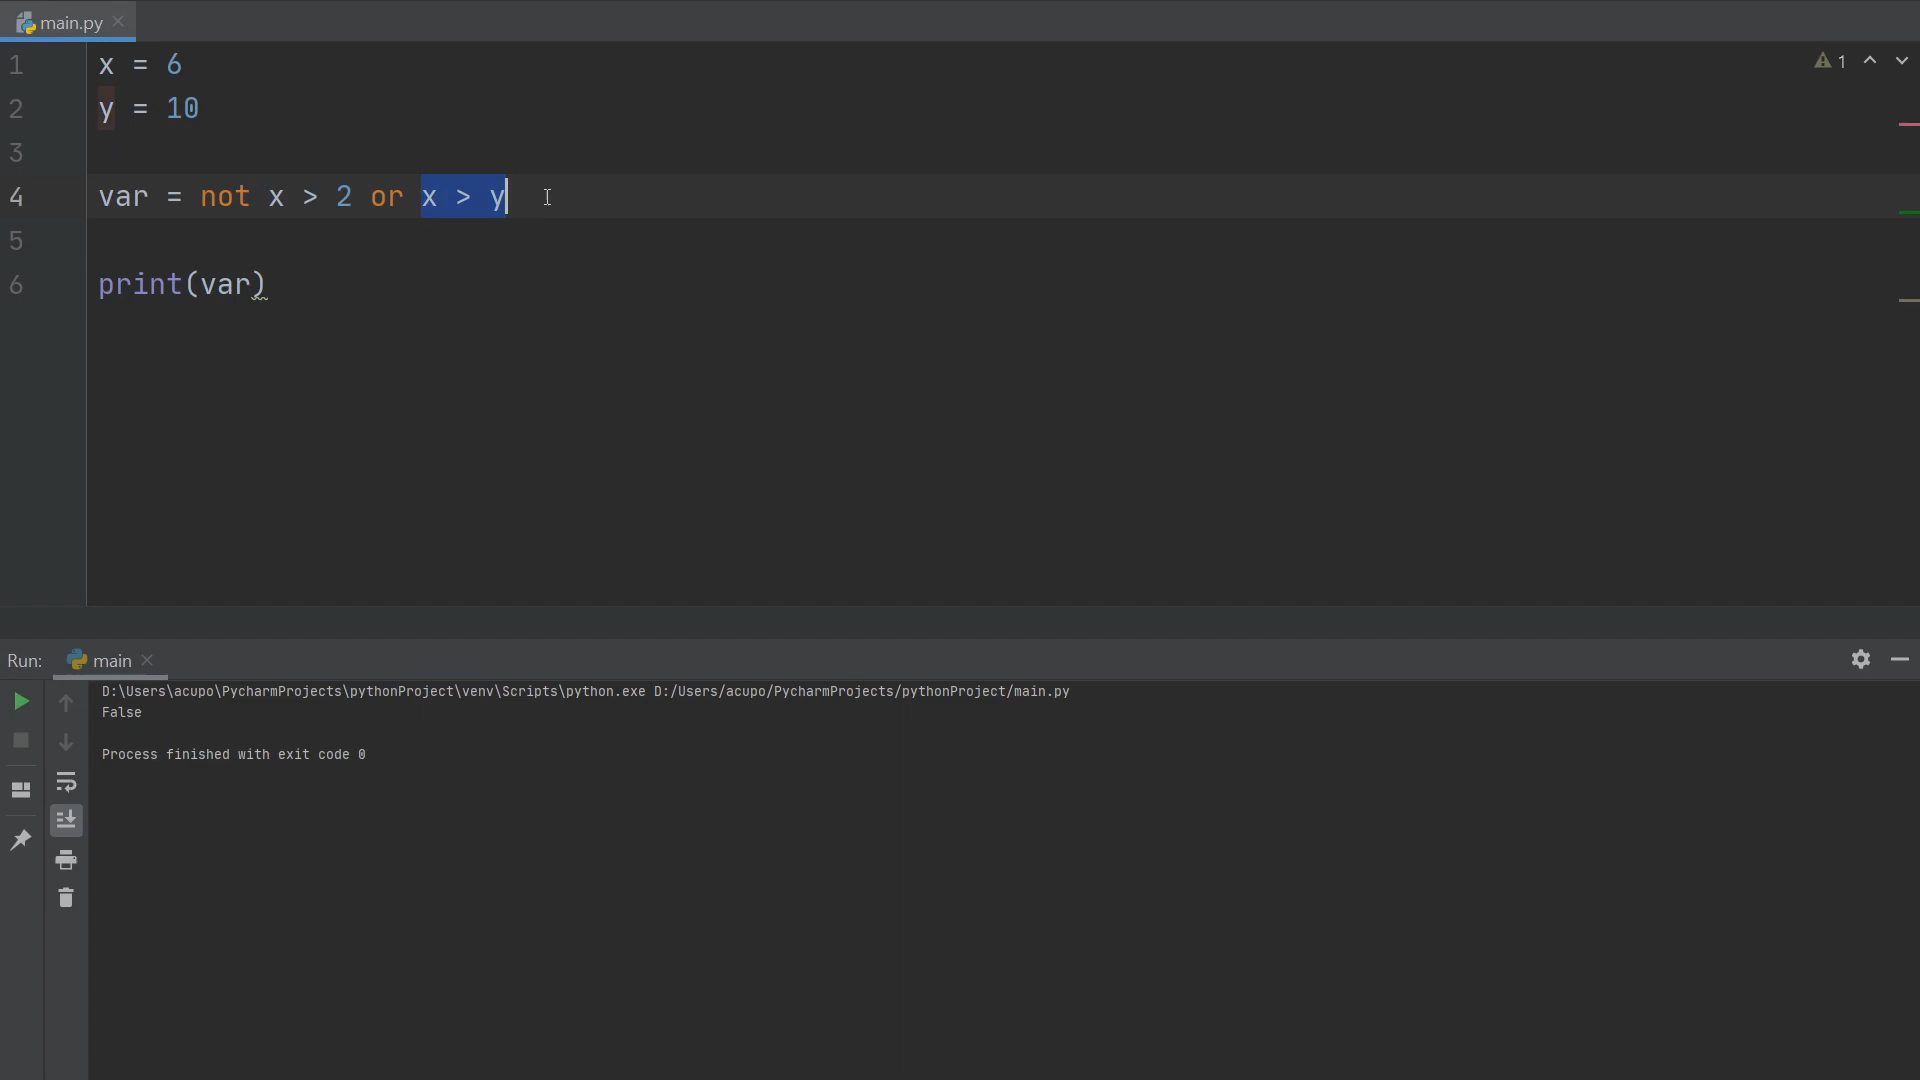 main.py
1 x = 6
1
2 y = 10
3
4 var = not x > 2 or x > y
5
6 print(var)
Run: main
D:\Users\acupo\PycharmProjects\pythonProject\venv\Scripts\python.exe D:/Users/acupo/PycharmProjects/pythonProject/main.py
False
Process finished with exit code 0